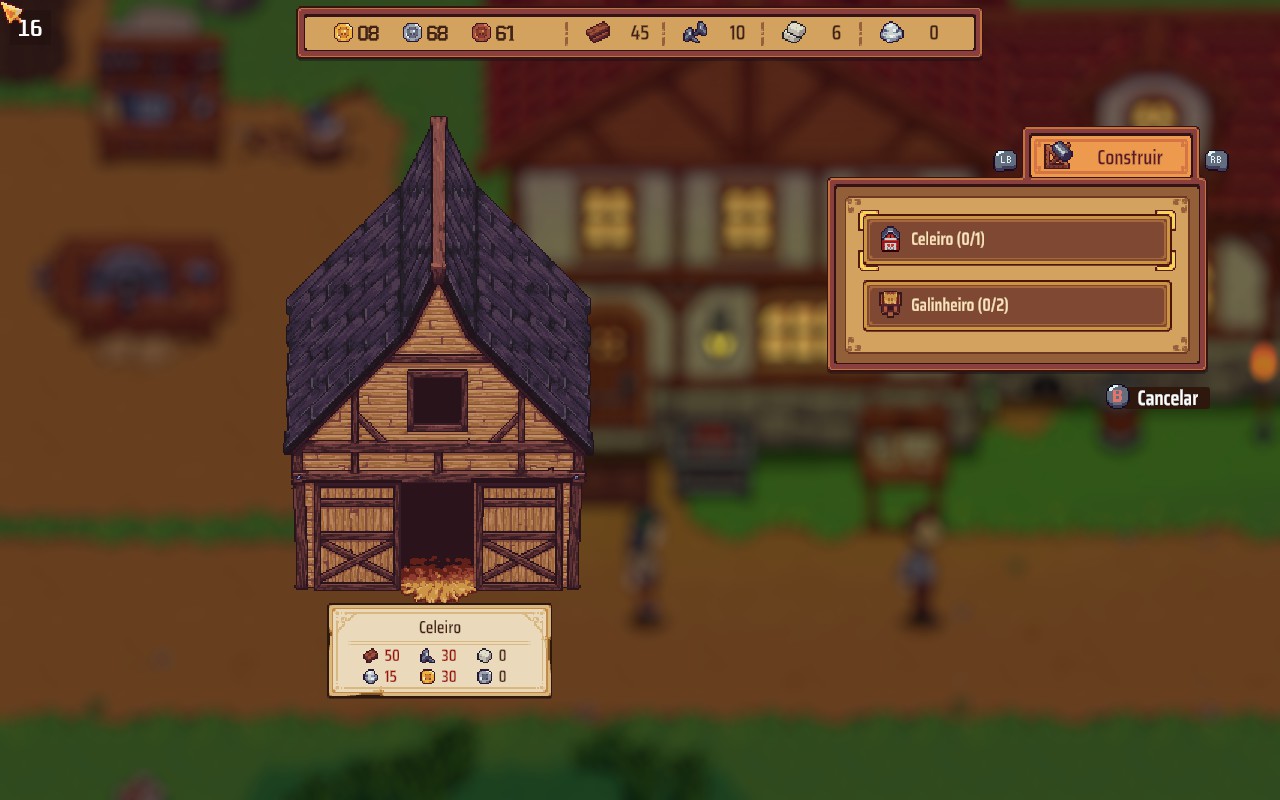 16
08 68 61 45 10 6 0
LB Construir RB
Celeiro (0/1)
Galinheiro (0/2)
B Cancelar
Celeiro
50 30 0
15 30 0